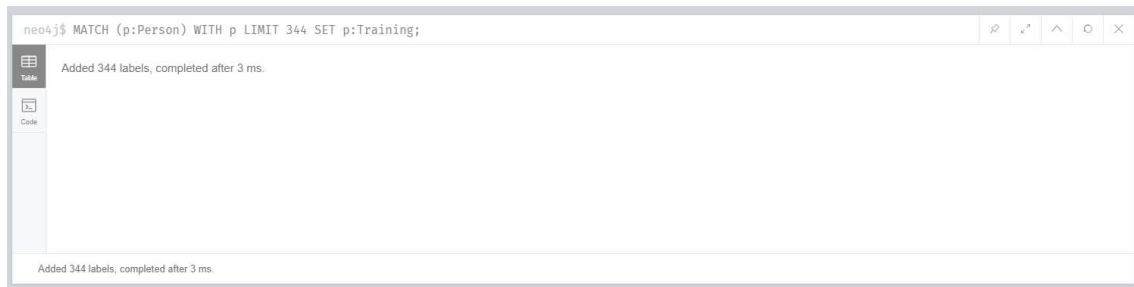 neo4j$ MATCH (p:Person) WITH p LIMIT 344 SET p:Training;
Table
Added 344 labels, completed after 3 ms.
Code
Added 344 labels, completed after 3 ms.